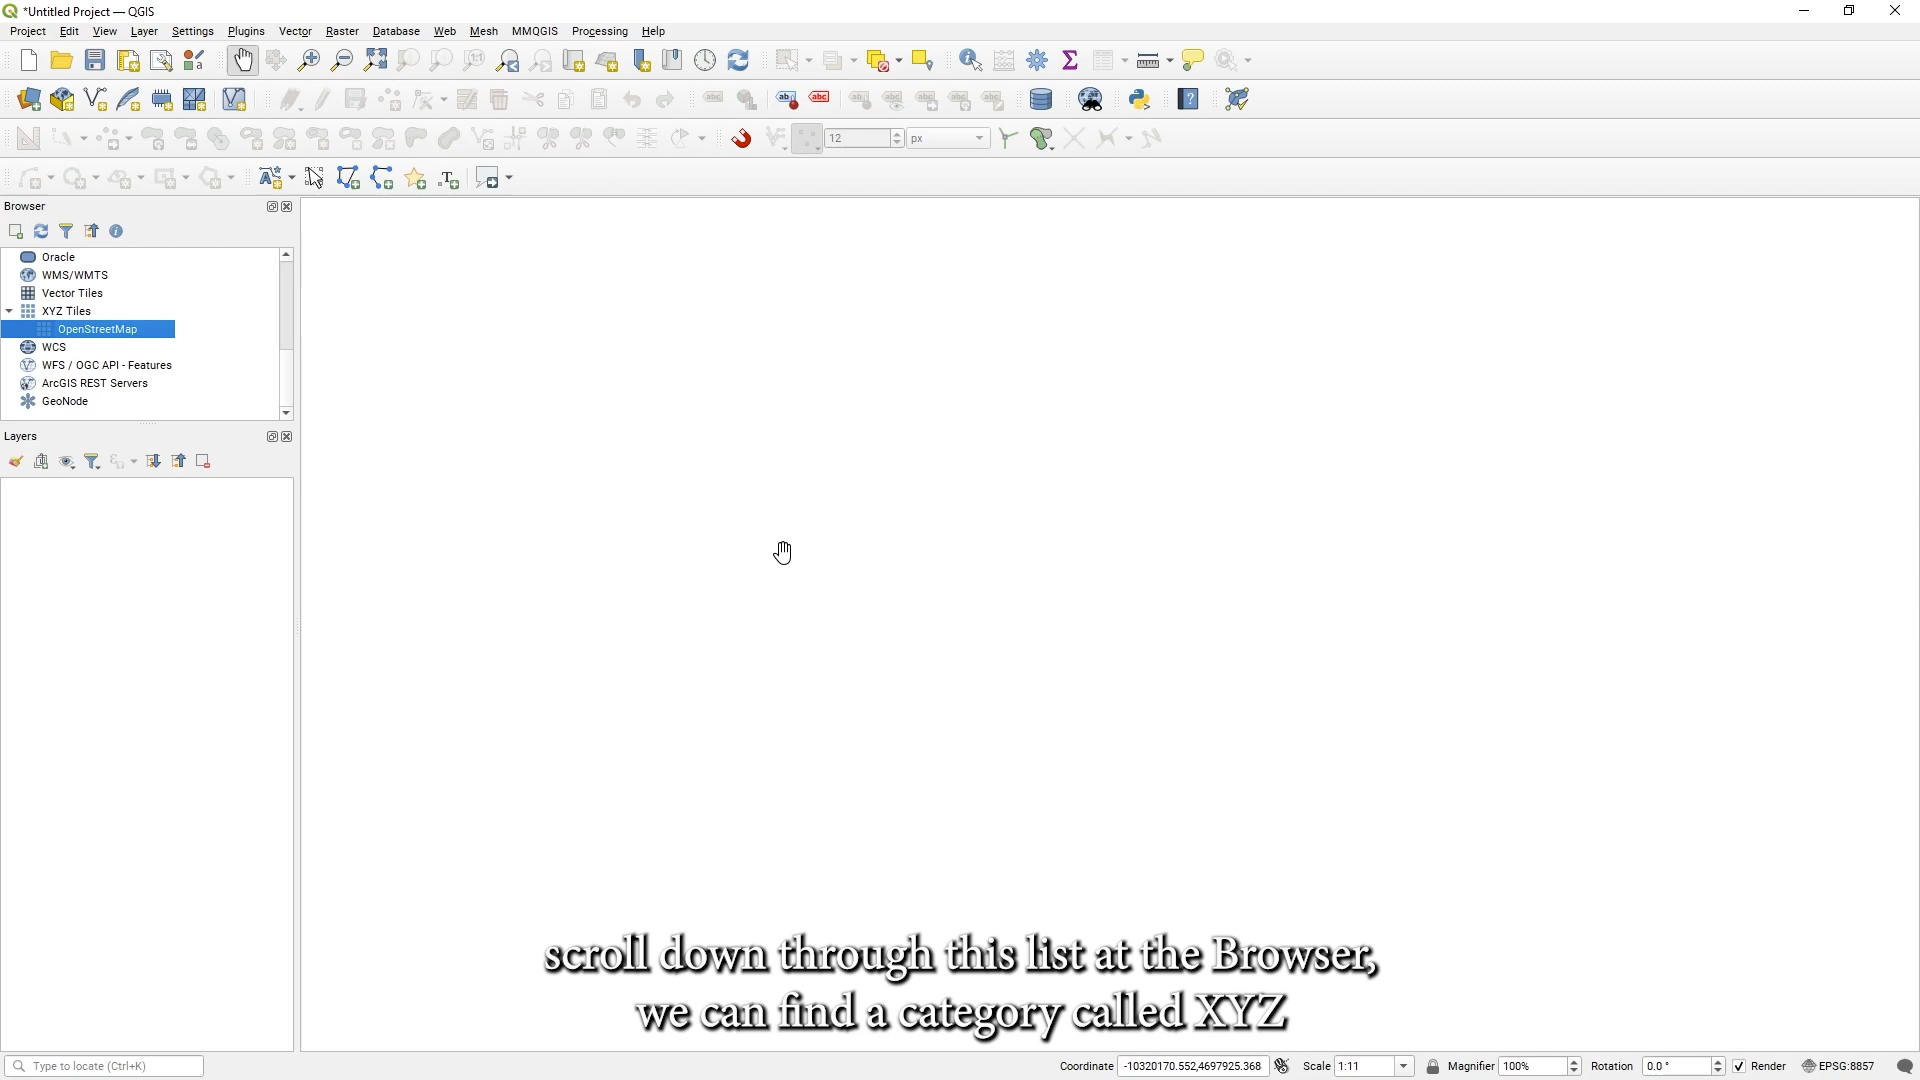 *Untitled Project — QGIS
Project Edit View Layer Settings Plugins Vector Raster Database Web Mesh MMQGIS Processing Help
12 px
Browser
Oracle
WMS/WMTS
Vector Tiles
XYZ Tiles
OpenStreetMap
WCS
WFS / OGC API - Features
ArcGIS REST Servers
GeoNode
Layers
scroll down through this list at the Browser,
we can find a category called XYZ
Type to locate (Ctrl+K) Coordinate -10320170.552,4697925.368 Scale 1:11 Magnifier 100% Rotation 0.0 ° Render EPSG:8857